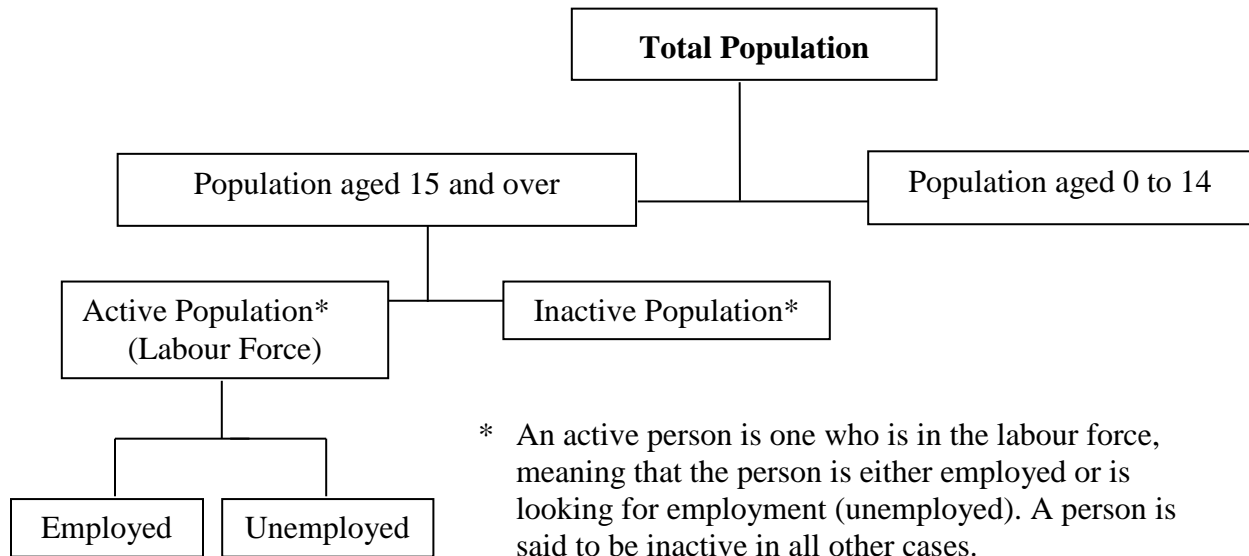 Total Population
Population aged 15 and over
Population aged 0 to 14
Active Population*
(Labour Force)
Inactive Population*
Employed
Unemployed
* An active person is one who is in the labour force,
meaning that the person is either employed or is
looking for employment (unemployed). A person is
said to be inactive in all other cases.